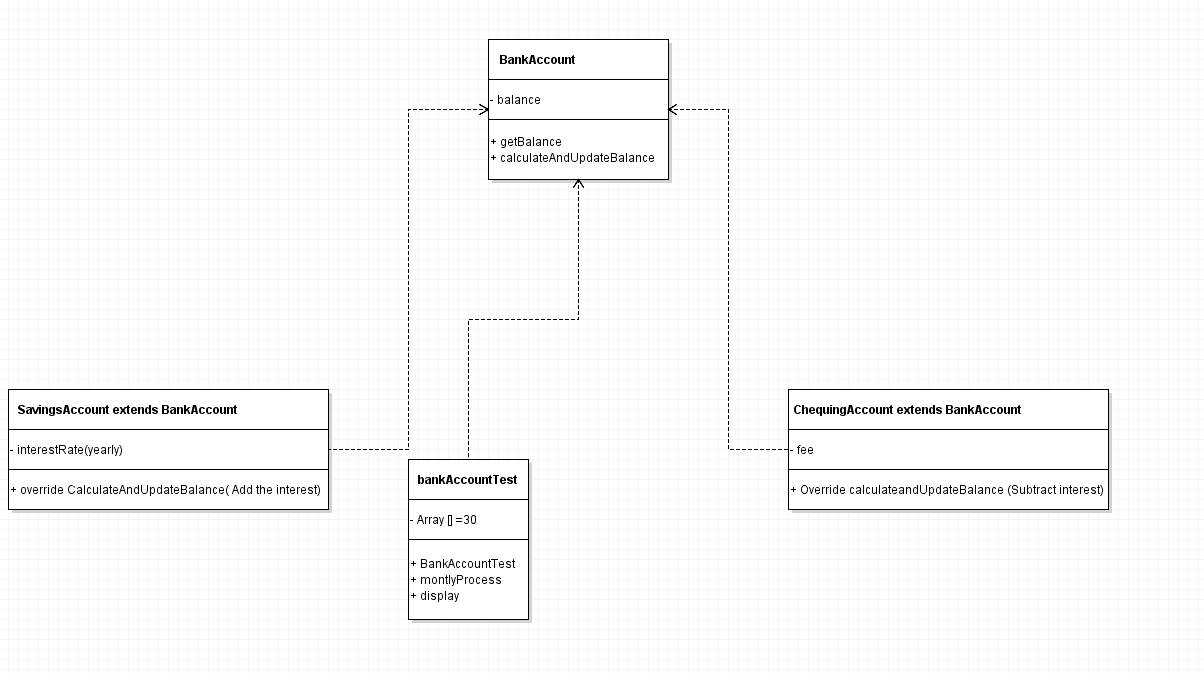 BankAccount
- balance
+ getBalance
+ calculateAndUpdateBalance
SavingsAccount extends BankAccount
- interestRate(yearly)
+ override CalculateAndUpdateBalance( Add the interest)
bankAccountTest
- Array [] =30
+ BankAccountTest
+ montlyProcess
+ display
ChequingAccount extends BankAccount
- fee
+ Override calculateandUpdateBalance (Subtract interest)